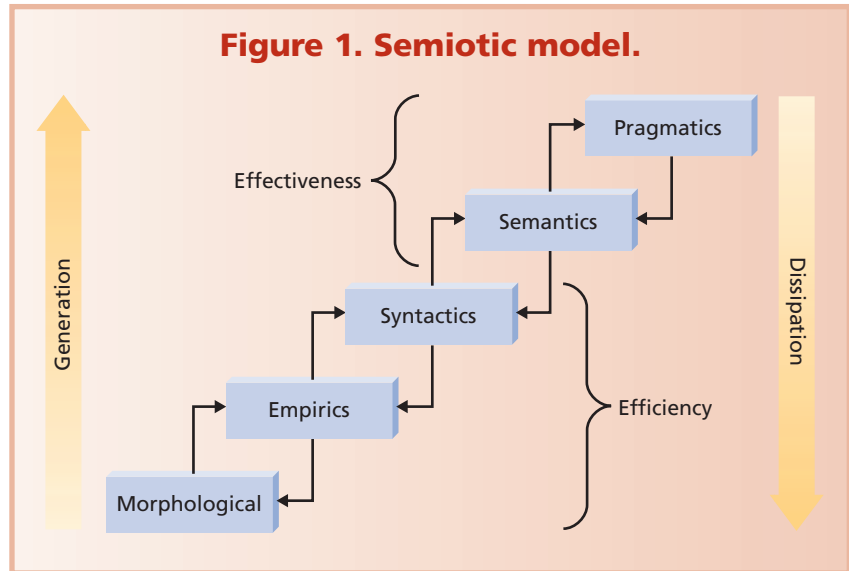 Figure 1. Semiotic model.
Pragmatics
Effectiveness
Semantics
Generation
Dissipation
Syntactics
Empirics
Efficiency
Morphological